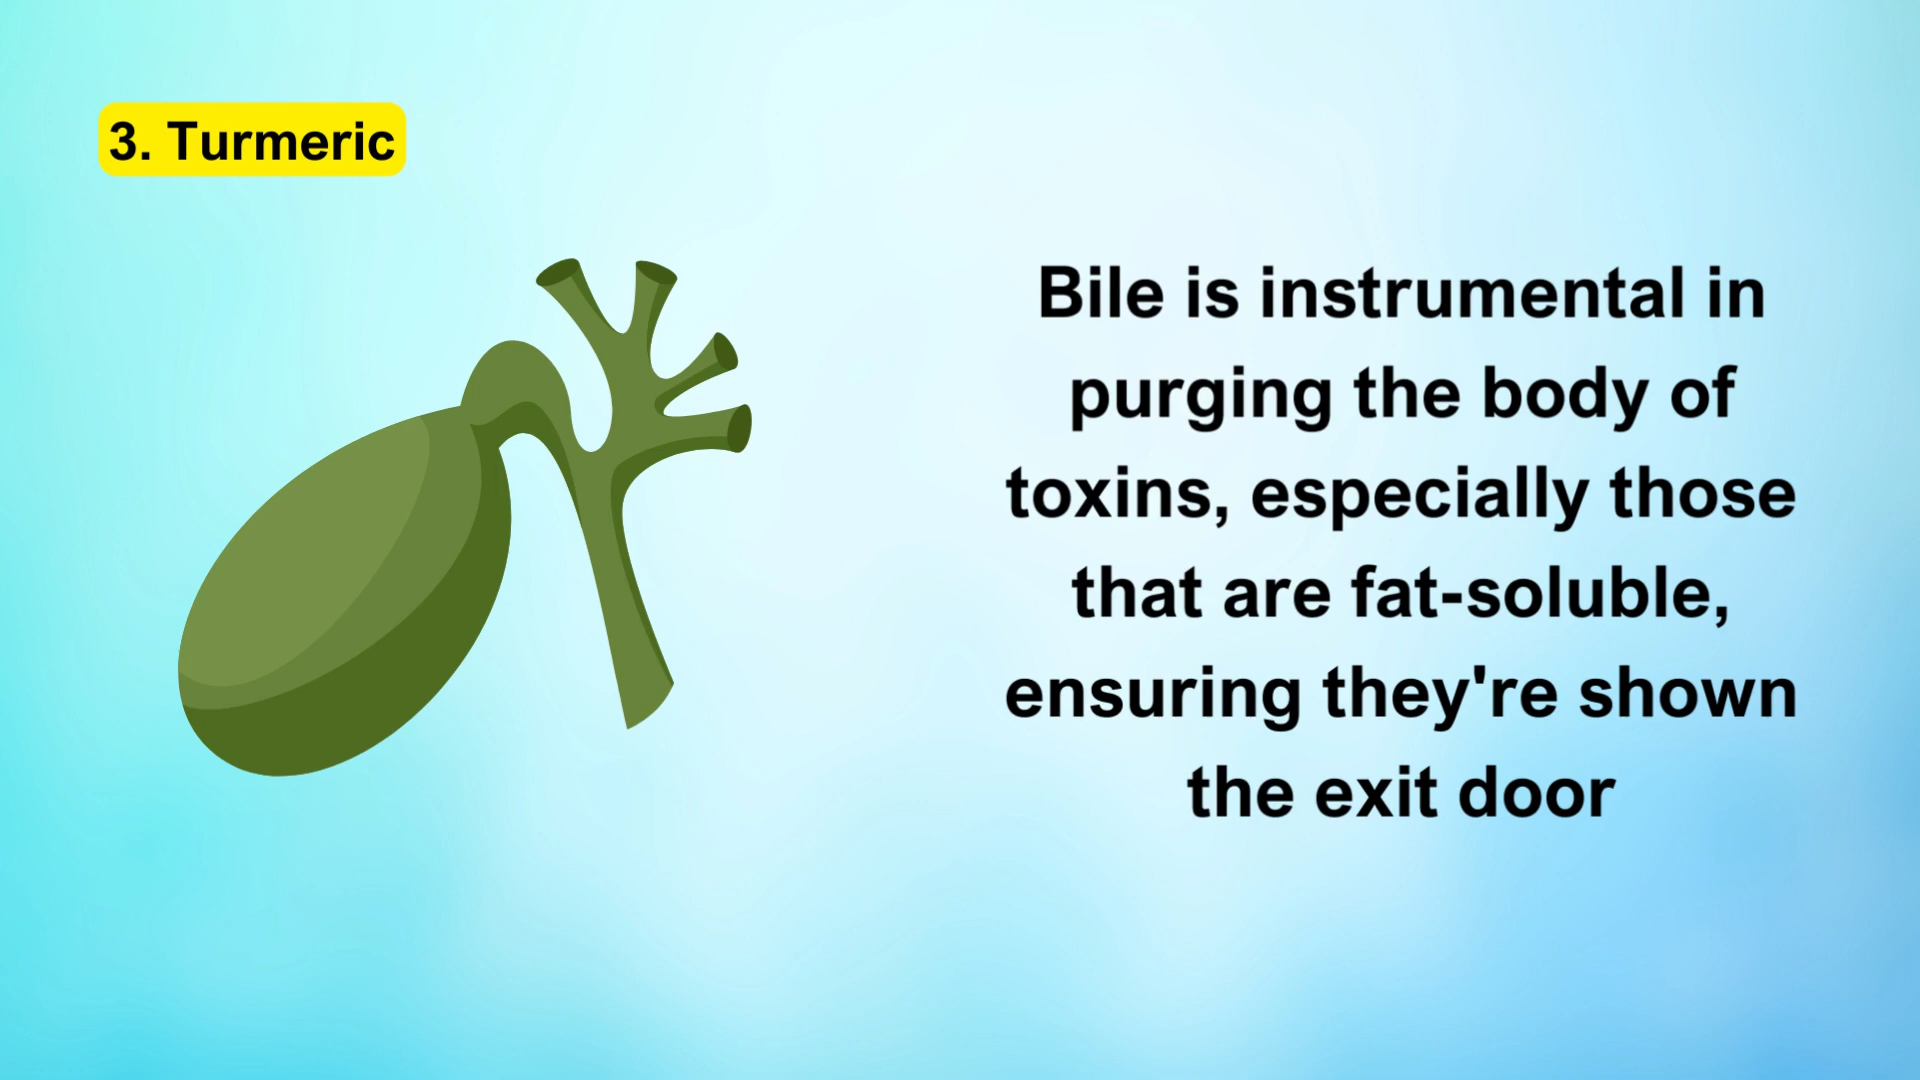 3. Turmeric
Bile is instrumental in
purging the body of
toxins, especially those
that are fat-soluble,
ensuring they're shown
the exit door